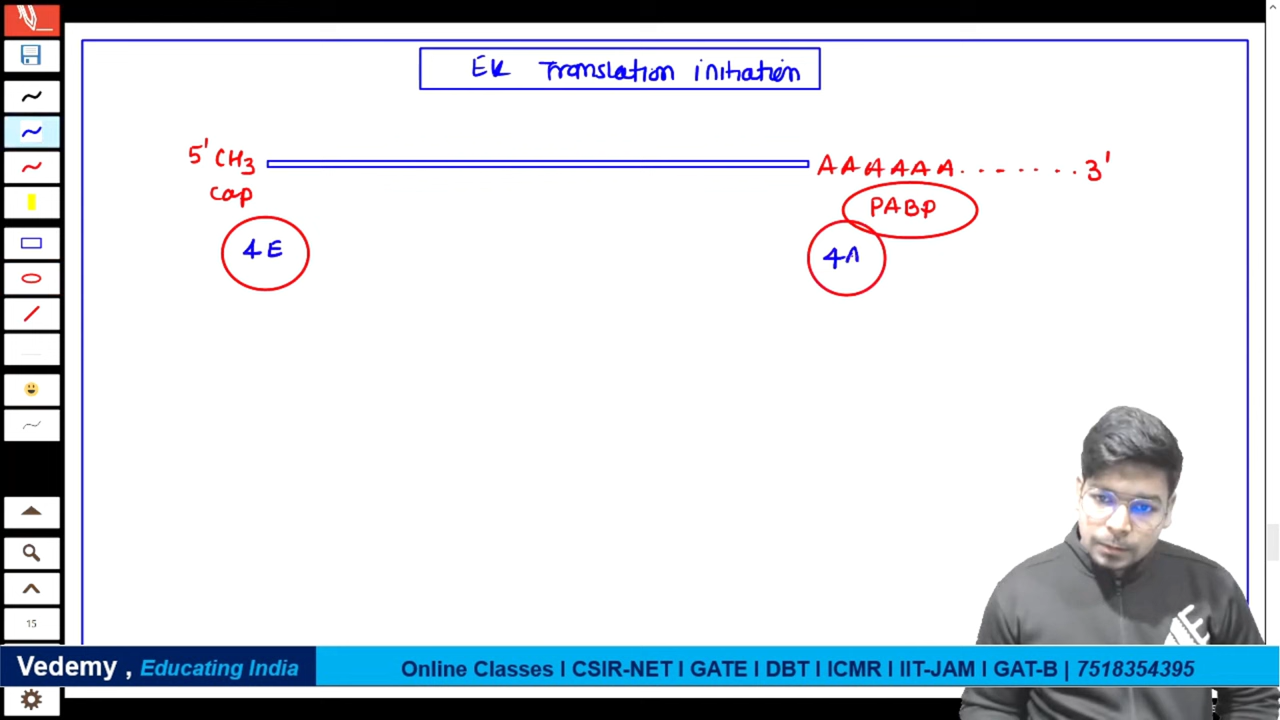 EK Translation initiation
5' CH3 AAAAAA........3'
Cap
PABP
4E
4A
15
Vedemy , Educating India
Online Classes I CSIR-NET I GATE I DBT I ICMR I IIT-JAM I GAT-B | 7518354395